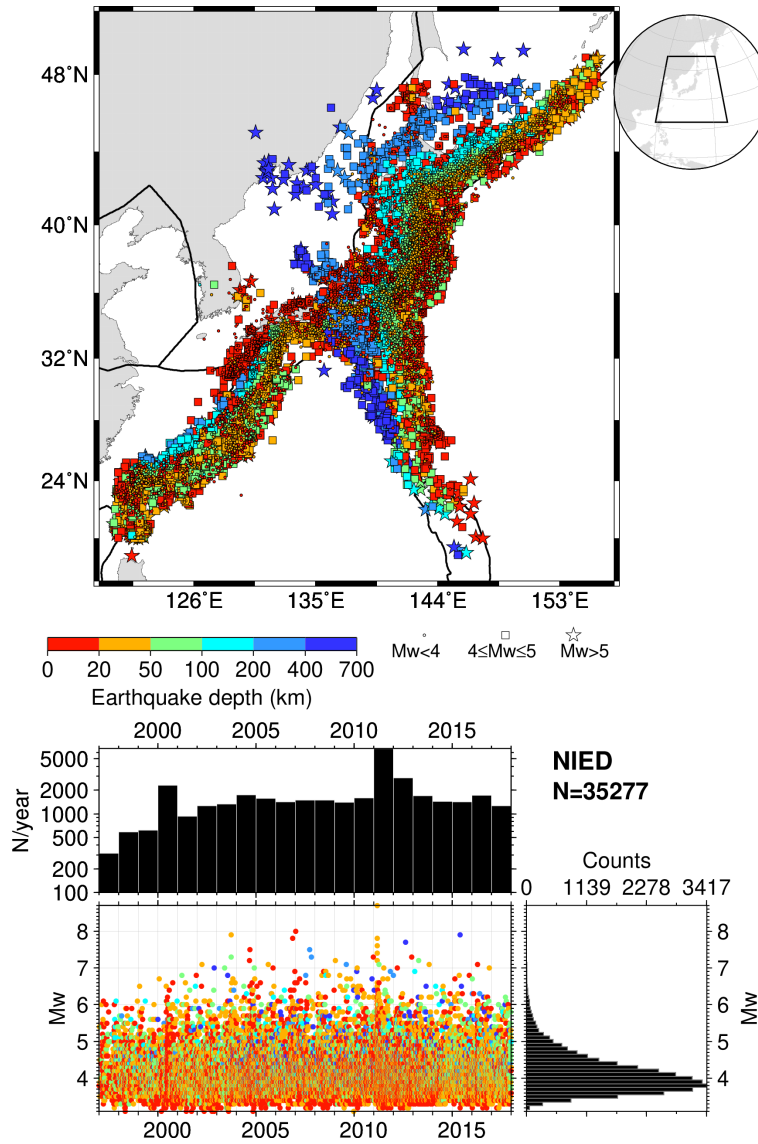 48°N
40°N
32°N
24°N
126°E 135°E 144°E 153°E
0 20 50 100 200 400 700
Earthquake depth (km)
Mw<4 4≤Mw≤5 Mw>5
2000 2005 2010 2015
5000
2000
1000
500
200
100
N/year
NIED
N=35277
Counts
0 1139 2278 3417
8
7
6
5
4
Mw
8
7
6
5
4
Mw
2000 2005 2010 2015